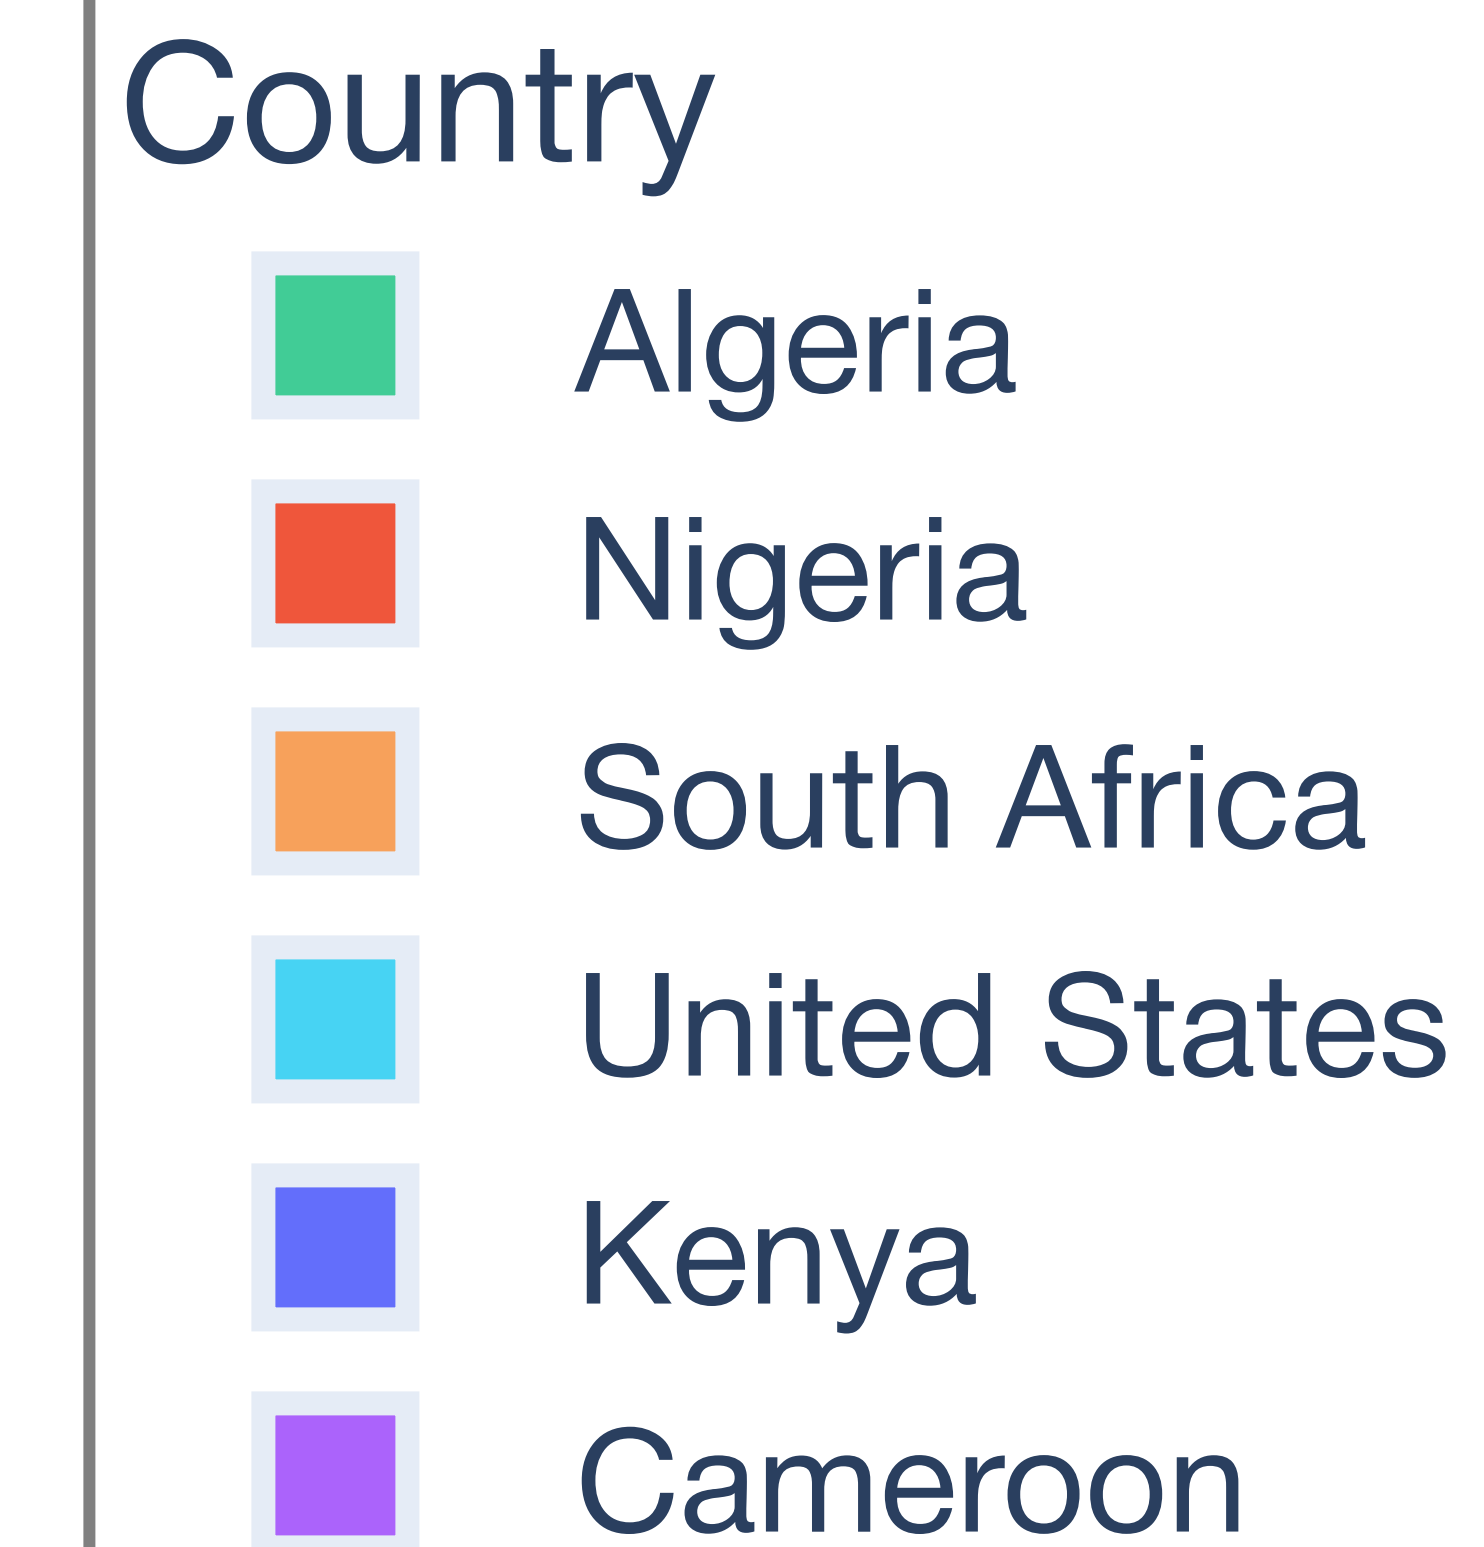 Country
Algeria
Nigeria
South Africa
United States
Kenya
Cameroon